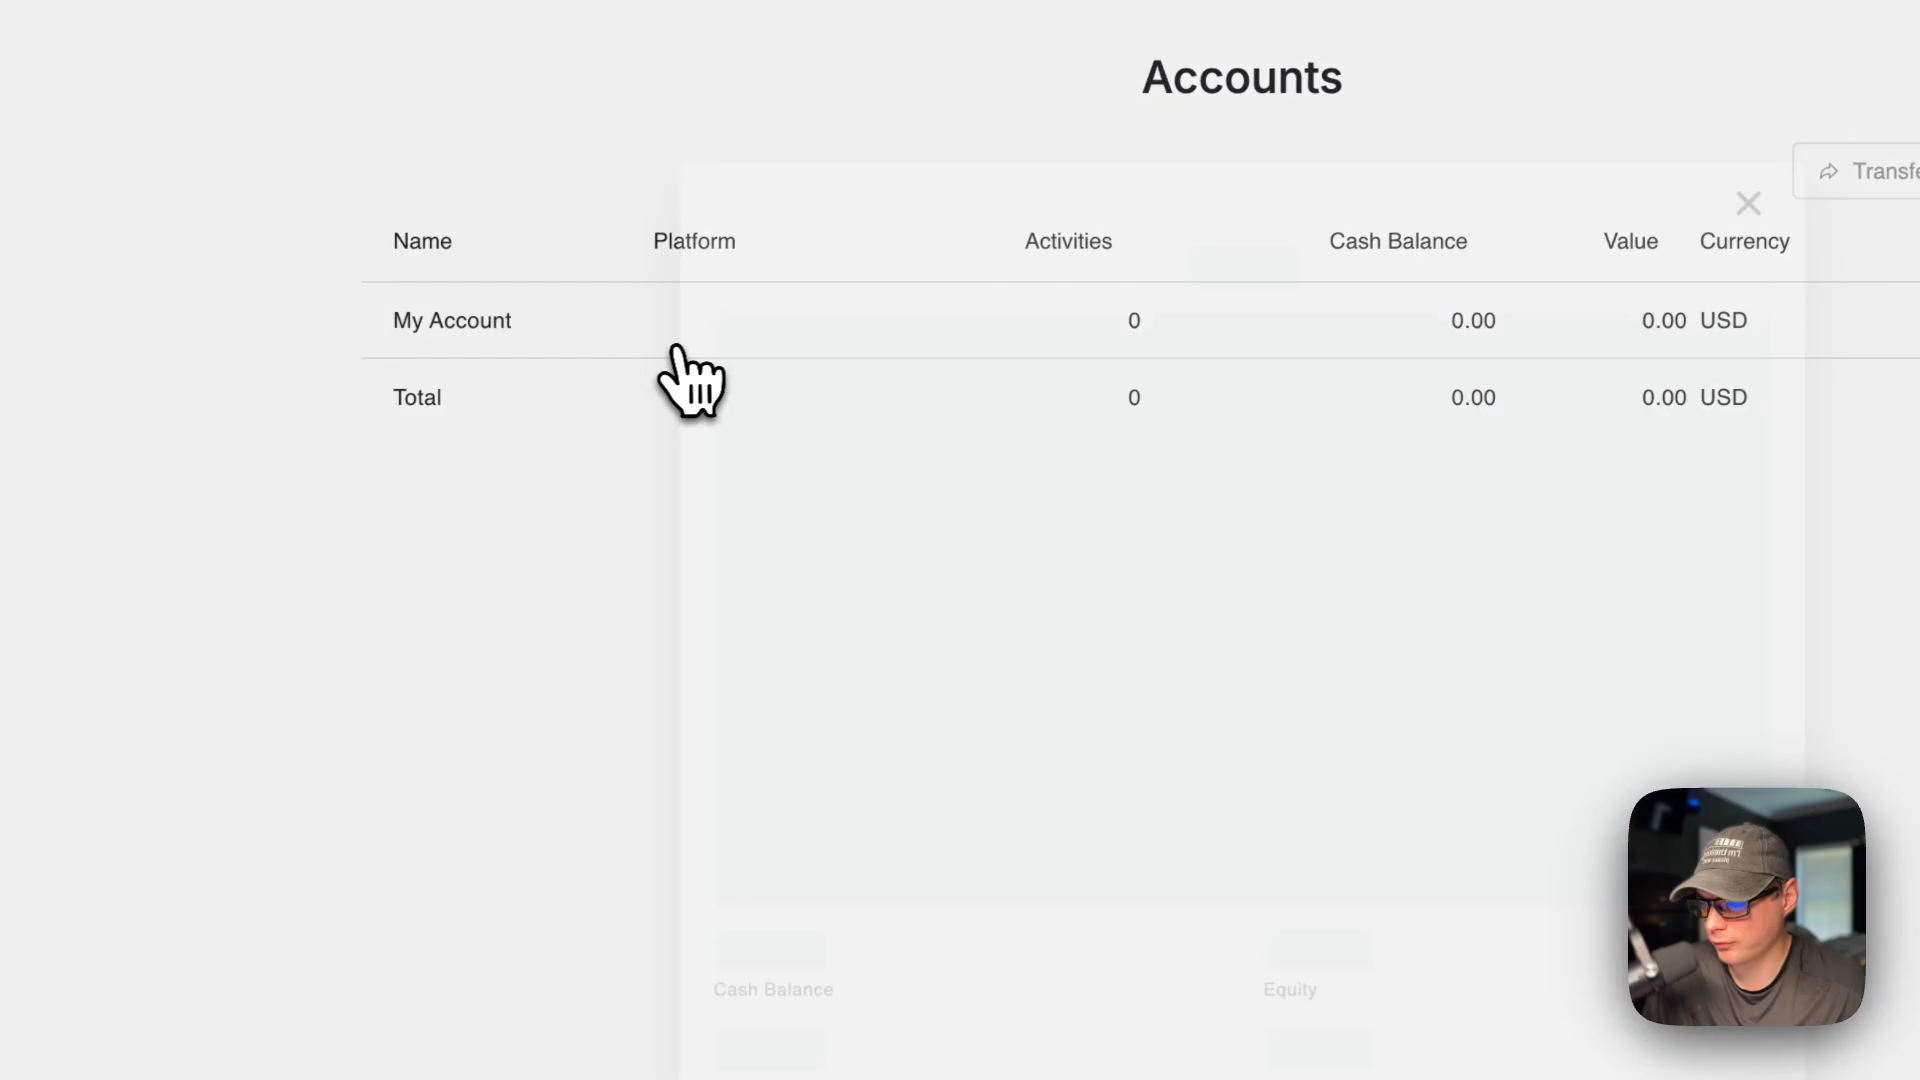 Accounts
Transfe
Name Platform Activities Cash Balance Value Currency
My Account 0 0.00 0.00 USD
Total 0 0.00 0.00 USD
Cash Balance Equity